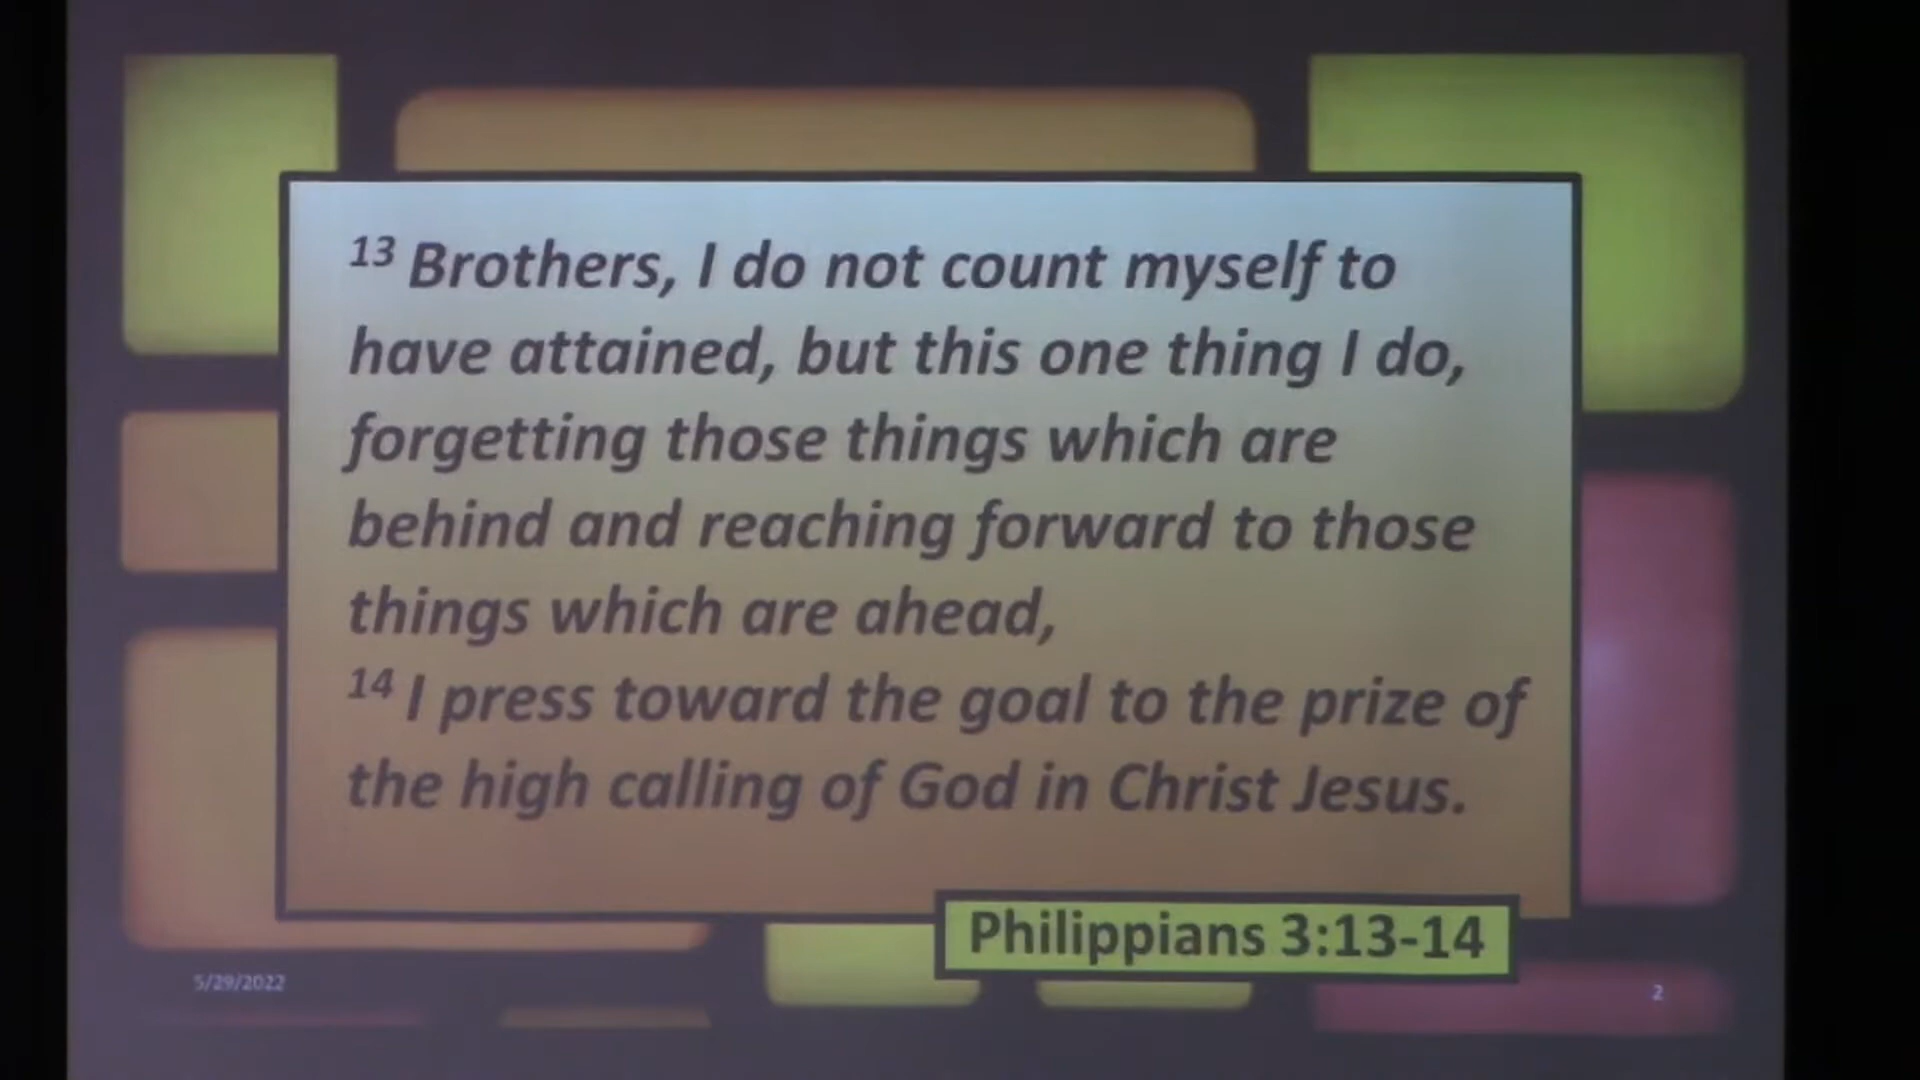 13 Brothers, I do not count myself to
have attained, but this one thing I do,
forgetting those things which are
behind and reaching forward to those
things which are ahead,
14 I press toward the goal to the prize of
the high calling of God in Christ Jesus.
Philippians 3:13-14
5/29/2022
2